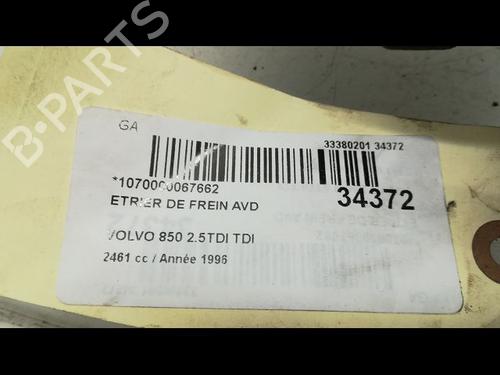 B-PARTS
GA
33380201 34372
*1070000067662
34372
ETRIER DE FREIN AVD
VOLVO 850 2.5TDI TDI
2461 cc / Année 1996